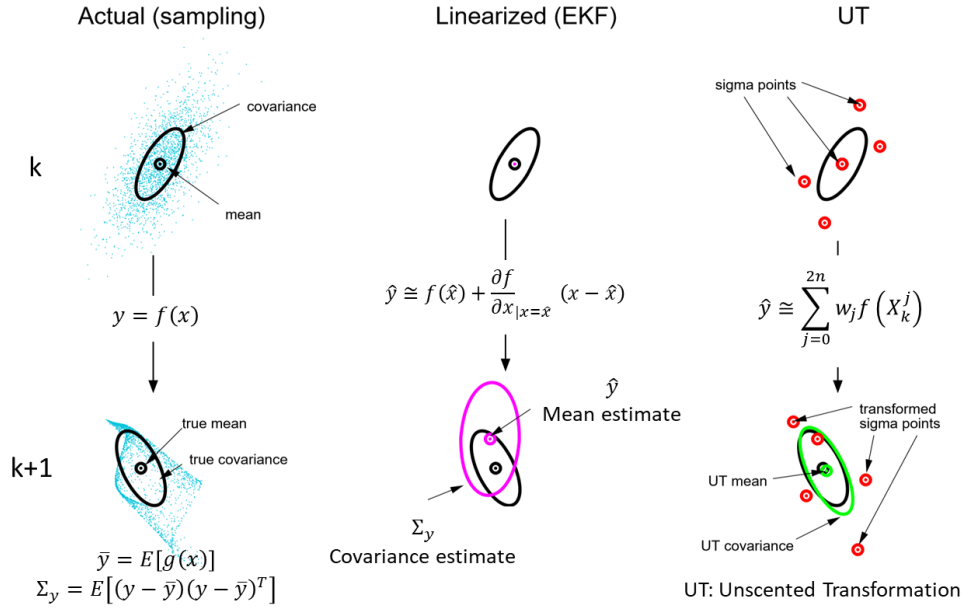 Actual (sampling)
Linearized (EKF)
UT
covariance
sigma points
k
mean
y = f(x)
ŷ ≅ f(x̂) + ∂f/∂x |x=x̂ (x − x̂)
ŷ ≅ ∑_{j=0}^{2n} w_j f(X_k^j)
ŷ
Mean estimate
true mean
true covariance
transformed
sigma points
k+1
UT mean
Σ_y
Covariance estimate
UT covariance
ȳ = E[g(x)]
Σ_y = E[(y − ȳ)(y − ȳ)^T]
UT: Unscented Transformation